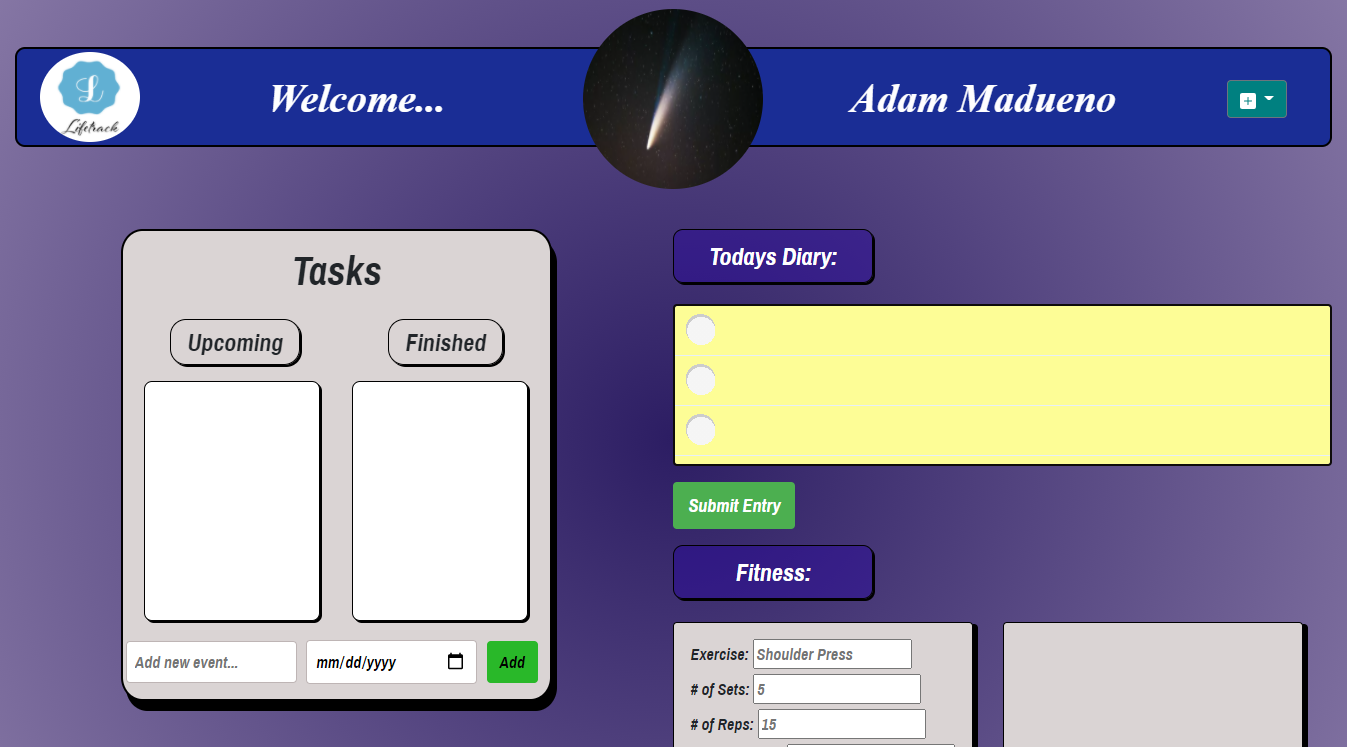 L
Lifetrack
Welcome...
Adam Madueno
Tasks
Upcoming
Finished
Add new event...
mm/dd/yyyy
Add
Todays Diary:
Submit Entry
Fitness:
Exercise: Shoulder Press
# of Sets: 5
# of Reps: 15